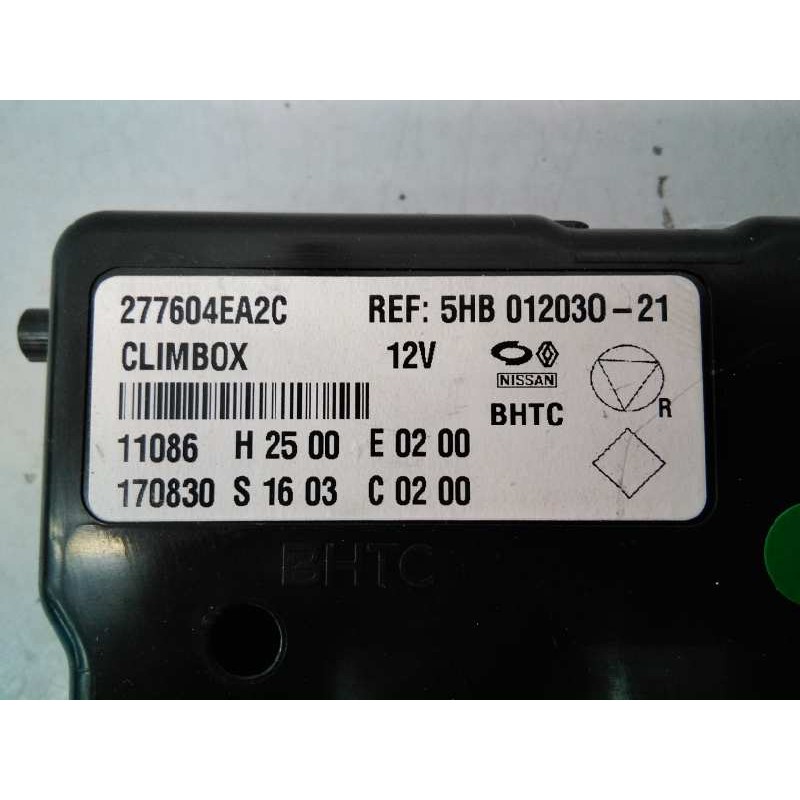 277604EA2C REF: 5HB 012030-21
CLIMBOX 12V
NISSAN
BHTC R
11086 H 25 00 E 02 00
170830 S 16 03 C 02 00
BHTC